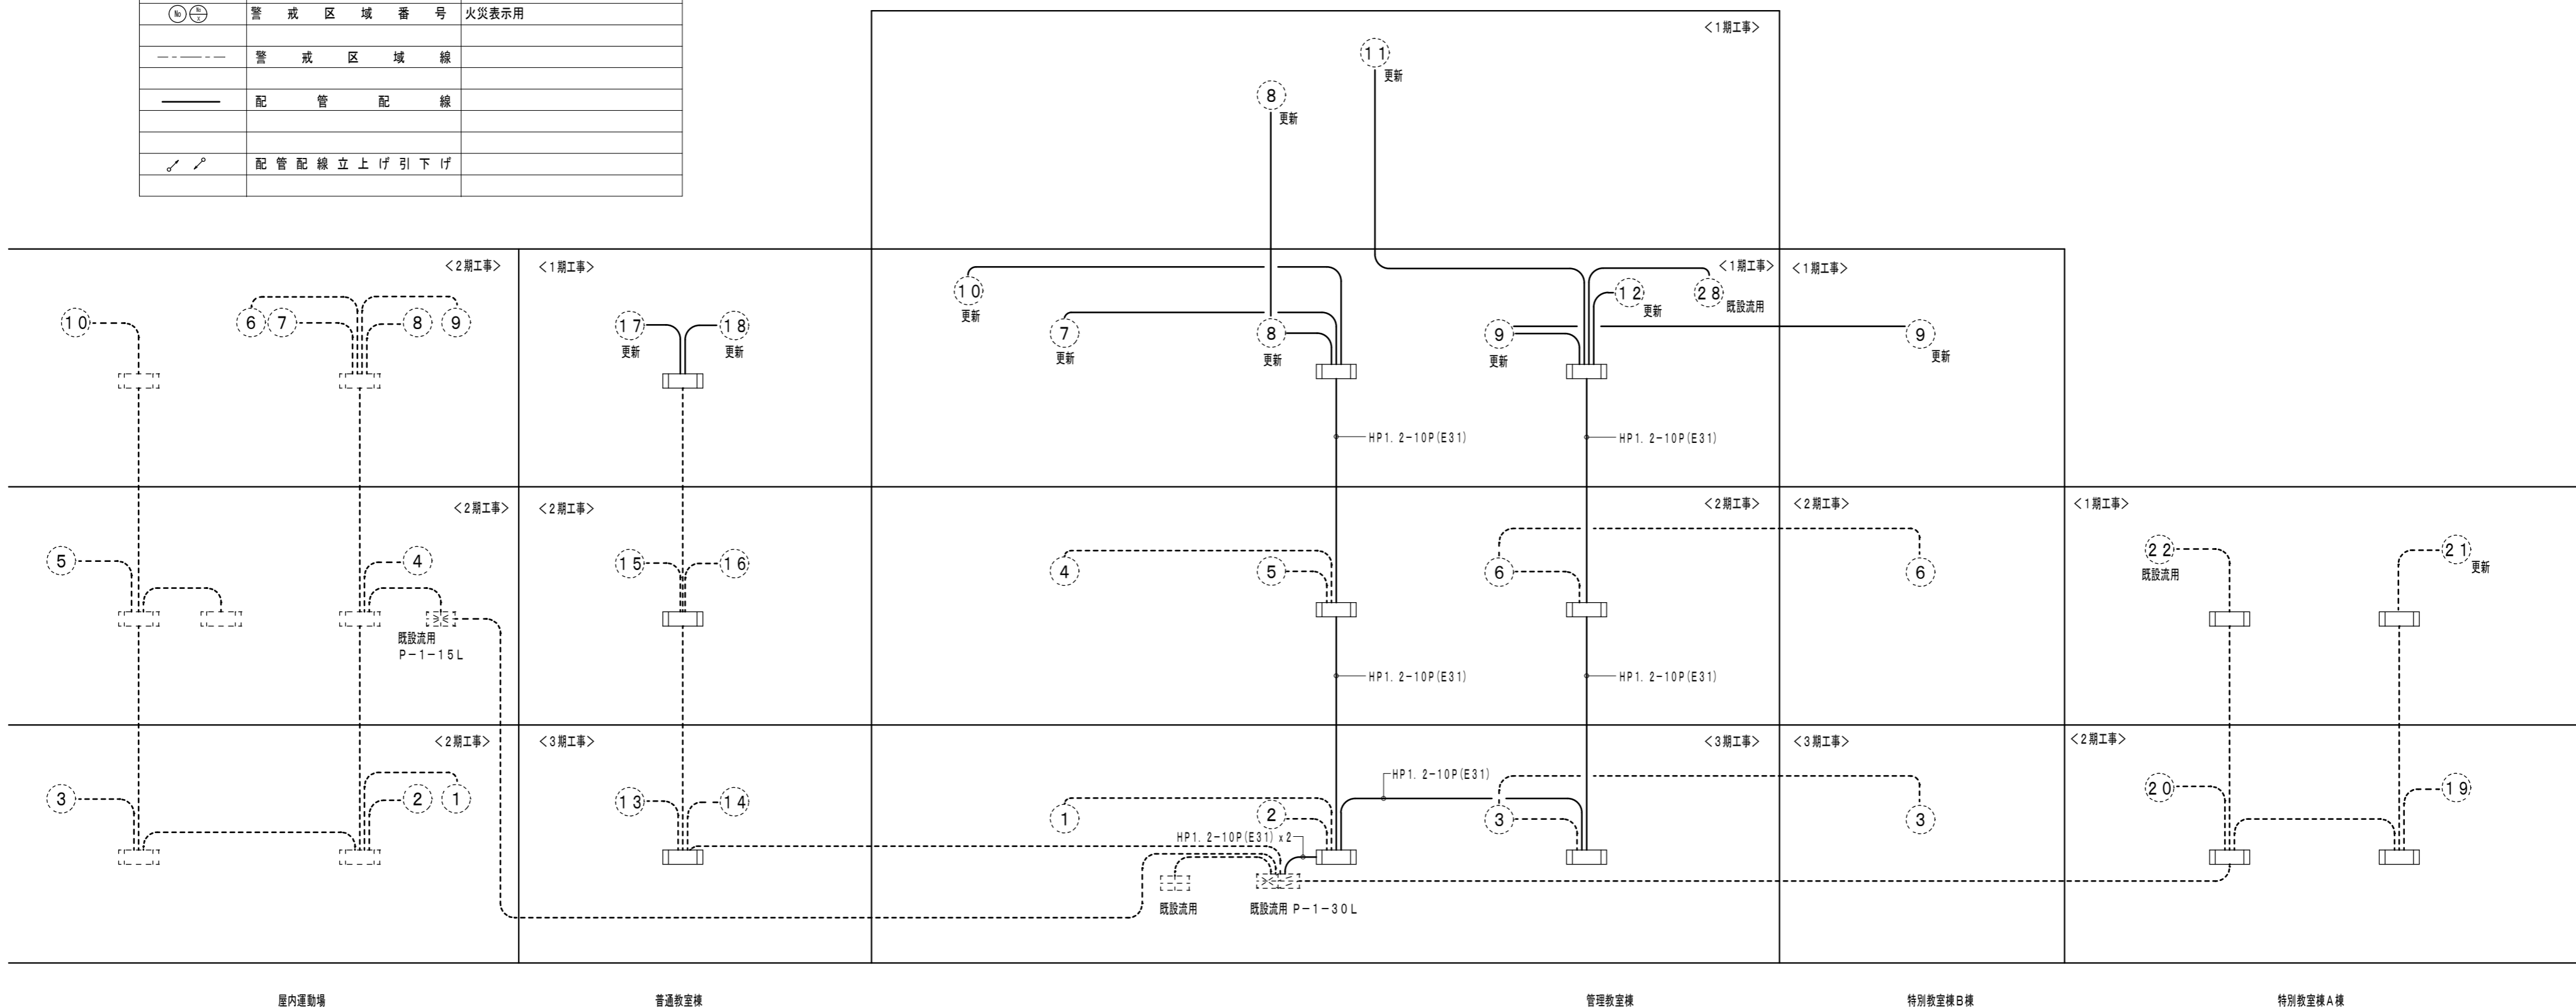 No No X 警戒区域番号 火災表示用
警戒区域線
配管配線
配管配線立上げ引下げ
<1期工事>
11
更新
8
更新
<2期工事>
<1期工事>
<1期工事>
<1期工事>
10
6
7
8
9
17
更新
18
更新
10
更新
7
更新
8
更新
9
更新
12
更新
28
既設流用
9
更新
HP1.2-10P(E31)
HP1.2-10P(E31)
<2期工事>
<2期工事>
<2期工事>
<2期工事>
<1期工事>
5
4
15
16
4
5
6
6
22
既設流用
21
更新
既設流用
P-1-15L
HP1.2-10P(E31)
HP1.2-10P(E31)
<2期工事>
<3期工事>
<3期工事>
<3期工事>
<2期工事>
HP1.2-10P(E31)
3
2
1
13
14
1
2
3
3
20
19
HP1.2-10P(E31)x2
既設流用
既設流用 P-1-30L
屋内運動場
普通教室棟
管理教室棟
特別教室棟B棟
特別教室棟A棟